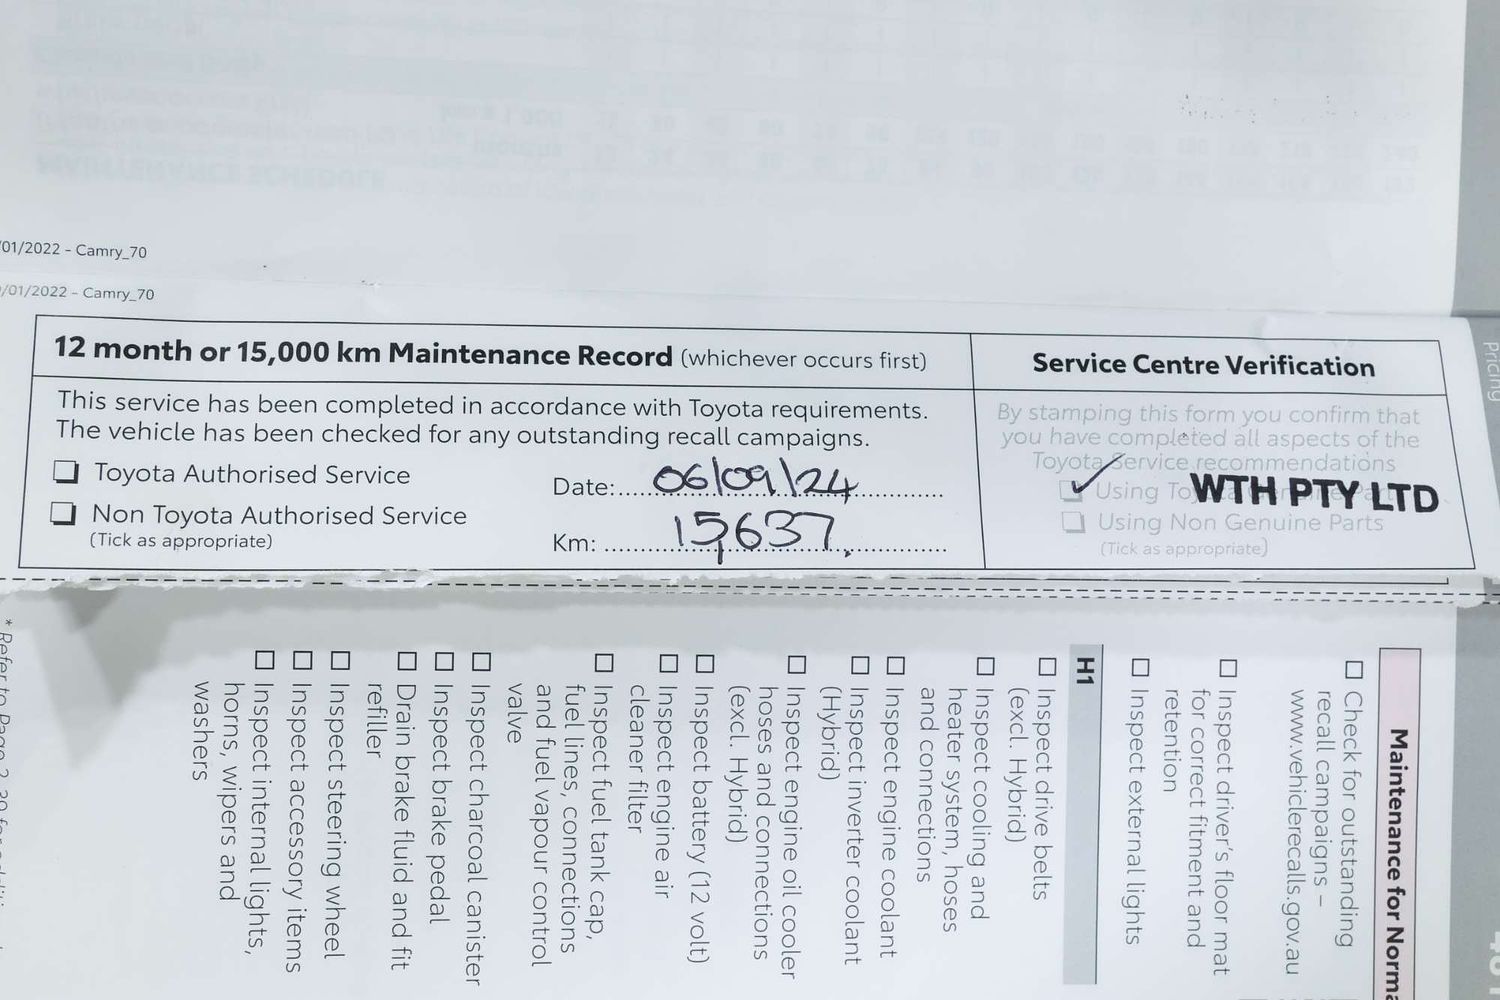 /01/2022 - Camry_70
/01/2022 - Camry_70
12 month or 15,000 km Maintenance Record (whichever occurs first)
Service Centre Verification
This service has been completed in accordance with Toyota requirements.
The vehicle has been checked for any outstanding recall campaigns.
Toyota Authorised Service
Non Toyota Authorised Service
(Tick as appropriate)
Date: 06/09/24
Km: 15,637.
By stamping this form you confirm that
you have completed all aspects of the
Toyota Service recommendations
Using Toyota Genuine Part
WTH PTY LTD
Using Non Genuine Parts
(Tick as appropriate)
Pricing
Maintenance for Norma
Check for outstanding
recall campaigns –
www.vehiclerecalls.gov.au
Inspect driver's floor mat
for correct fitment and
retention
Inspect external lights
H1
Inspect drive belts
(excl. Hybrid)
Inspect cooling and
heater system, hoses
and connections
Inspect engine coolant
Inspect inverter coolant
(Hybrid)
Inspect engine oil cooler
hoses and connections
(excl. Hybrid)
Inspect battery (12 volt)
Inspect engine air
cleaner filter
Inspect fuel tank cap,
fuel lines, connections
and fuel vapour control
valve
Inspect charcoal canister
Inspect brake pedal
Drain brake fluid and fit
refiller
Inspect steering wheel
Inspect accessory items
Inspect internal lights,
horns, wipers and
washers